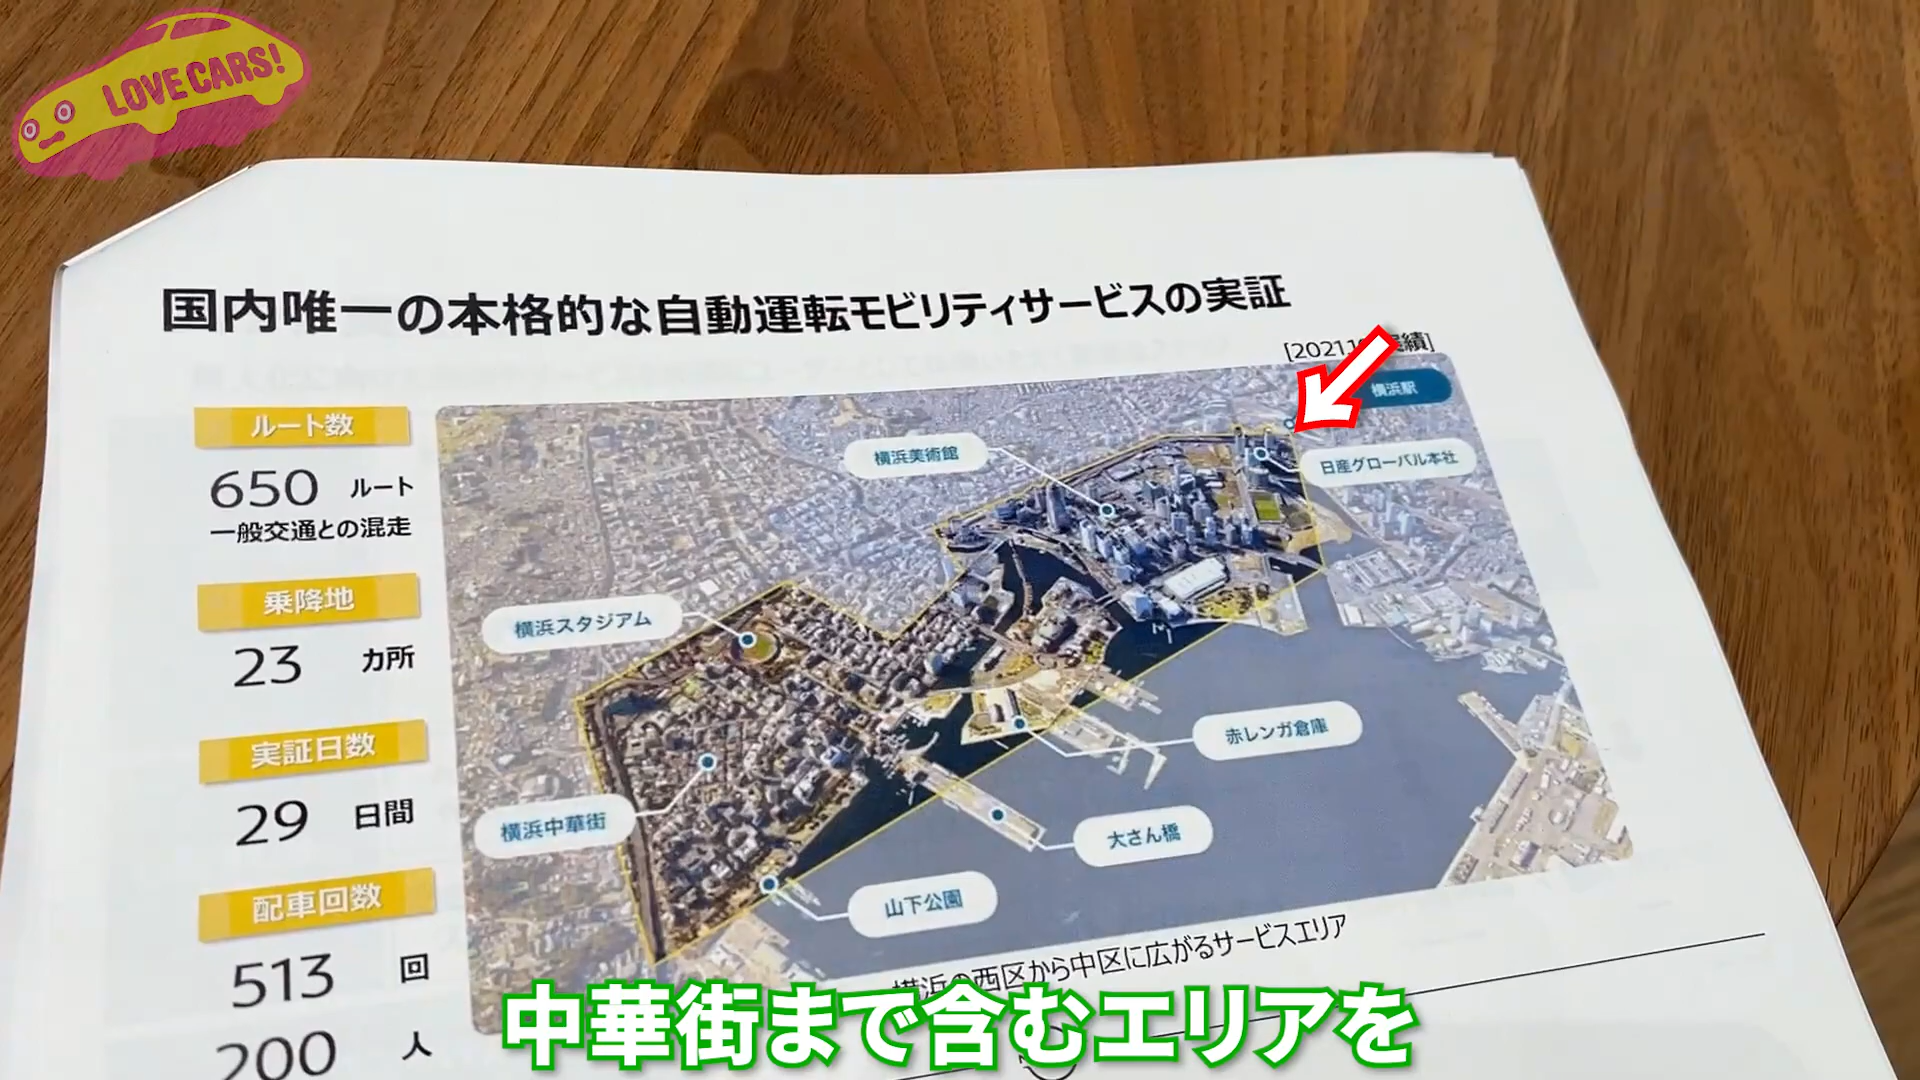 LOVE CARS!
国内唯一の本格的な自動運転モビリティサービスの実証
[2021 実績]
ルート数
650 ルート
一般交通との混走
乗降地
23 カ所
実証日数
29 日間
配車回数
513 回
200 人
横浜駅
日産グローバル本社
横浜美術館
横浜スタジアム
赤レンガ倉庫
横浜中華街
大さん橋
山下公園
横浜の西区から中区に広がるサービスエリア
中華街まで含むエリアを